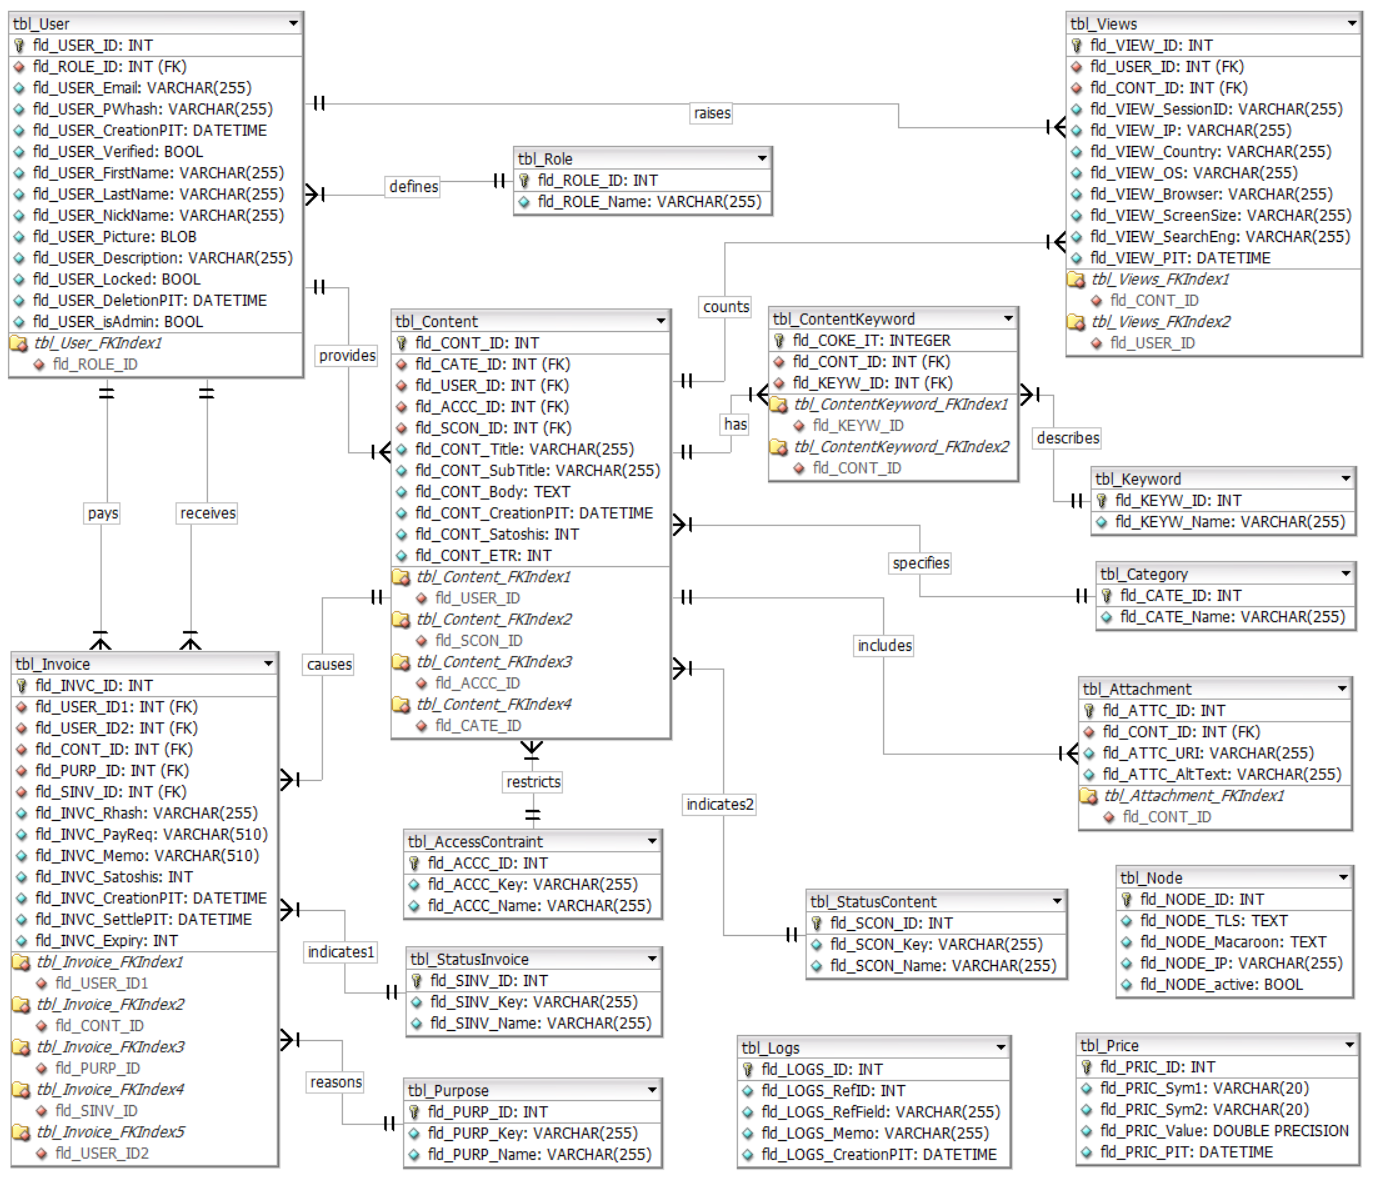 tbl_User
fld_USER_ID: INT
fld_ROLE_ID: INT (FK)
fld_USER_Email: VARCHAR(255)
fld_USER_PWhash: VARCHAR(255)
fld_USER_CreationPIT: DATETIME
fld_USER_Verified: BOOL
fld_USER_FirstName: VARCHAR(255)
fld_USER_LastName: VARCHAR(255)
fld_USER_NickName: VARCHAR(255)
fld_USER_Picture: BLOB
fld_USER_Description: VARCHAR(255)
fld_USER_Locked: BOOL
fld_USER_DeletionPIT: DATETIME
fld_USER_isAdmin: BOOL
tbl_User_FKIndex1
fld_ROLE_ID
raises
tbl_Views
fld_VIEW_ID: INT
fld_USER_ID: INT (FK)
fld_CONT_ID: INT (FK)
fld_VIEW_SessionID: VARCHAR(255)
fld_VIEW_IP: VARCHAR(255)
fld_VIEW_Country: VARCHAR(255)
fld_VIEW_OS: VARCHAR(255)
fld_VIEW_Browser: VARCHAR(255)
fld_VIEW_ScreenSize: VARCHAR(255)
fld_VIEW_SearchEng: VARCHAR(255)
fld_VIEW_PIT: DATETIME
tbl_Views_FKIndex1
fld_CONT_ID
tbl_Views_FKIndex2
fld_USER_ID
defines
tbl_Role
fld_ROLE_ID: INT
fld_ROLE_Name: VARCHAR(255)
counts
provides
tbl_Content
fld_CONT_ID: INT
fld_CATE_ID: INT (FK)
fld_USER_ID: INT (FK)
fld_ACCC_ID: INT (FK)
fld_SCON_ID: INT (FK)
fld_CONT_Title: VARCHAR(255)
fld_CONT_SubTitle: VARCHAR(255)
fld_CONT_Body: TEXT
fld_CONT_CreationPIT: DATETIME
fld_CONT_Satoshis: INT
fld_CONT_ETR: INT
tbl_Content_FKIndex1
fld_USER_ID
tbl_Content_FKIndex2
fld_SCON_ID
tbl_Content_FKIndex3
fld_ACCC_ID
tbl_Content_FKIndex4
fld_CATE_ID
has
tbl_ContentKeyword
fld_COKE_IT: INTEGER
fld_CONT_ID: INT (FK)
fld_KEYW_ID: INT (FK)
tbl_ContentKeyword_FKIndex1
fld_KEYW_ID
tbl_ContentKeyword_FKIndex2
fld_CONT_ID
describes
tbl_Keyword
fld_KEYW_ID: INT
fld_KEYW_Name: VARCHAR(255)
specifies
tbl_Category
fld_CATE_ID: INT
fld_CATE_Name: VARCHAR(255)
pays
receives
includes
causes
tbl_Attachment
fld_ATTC_ID: INT
fld_CONT_ID: INT (FK)
fld_ATTC_URI: VARCHAR(255)
fld_ATTC_AltText: VARCHAR(255)
tbl_Attachment_FKIndex1
fld_CONT_ID
tbl_Invoice
fld_INVC_ID: INT
fld_USER_ID1: INT (FK)
fld_USER_ID2: INT (FK)
fld_CONT_ID: INT (FK)
fld_PURP_ID: INT (FK)
fld_SINV_ID: INT (FK)
fld_INVC_Rhash: VARCHAR(255)
fld_INVC_PayReq: VARCHAR(510)
fld_INVC_Memo: VARCHAR(510)
fld_INVC_Satoshis: INT
fld_INVC_CreationPIT: DATETIME
fld_INVC_SettlePIT: DATETIME
fld_INVC_Expiry: INT
tbl_Invoice_FKIndex1
fld_USER_ID1
tbl_Invoice_FKIndex2
fld_CONT_ID
tbl_Invoice_FKIndex3
fld_PURP_ID
tbl_Invoice_FKIndex4
fld_SINV_ID
tbl_Invoice_FKIndex5
fld_USER_ID2
restricts
indicates2
tbl_AccessContraint
fld_ACCC_ID: INT
fld_ACCC_Key: VARCHAR(255)
fld_ACCC_Name: VARCHAR(255)
indicates1
tbl_StatusInvoice
fld_SINV_ID: INT
fld_SINV_Key: VARCHAR(255)
fld_SINV_Name: VARCHAR(255)
tbl_StatusContent
fld_SCON_ID: INT
fld_SCON_Key: VARCHAR(255)
fld_SCON_Name: VARCHAR(255)
tbl_Node
fld_NODE_ID: INT
fld_NODE_TLS: TEXT
fld_NODE_Macaroon: TEXT
fld_NODE_IP: VARCHAR(255)
fld_NODE_active: BOOL
reasons
tbl_Purpose
fld_PURP_ID: INT
fld_PURP_Key: VARCHAR(255)
fld_PURP_Name: VARCHAR(255)
tbl_Logs
fld_LOGS_ID: INT
fld_LOGS_RefID: INT
fld_LOGS_RefField: VARCHAR(255)
fld_LOGS_Memo: VARCHAR(255)
fld_LOGS_CreationPIT: DATETIME
tbl_Price
fld_PRIC_ID: INT
fld_PRIC_Sym1: VARCHAR(20)
fld_PRIC_Sym2: VARCHAR(20)
fld_PRIC_Value: DOUBLE PRECISION
fld_PRIC_PIT: DATETIME